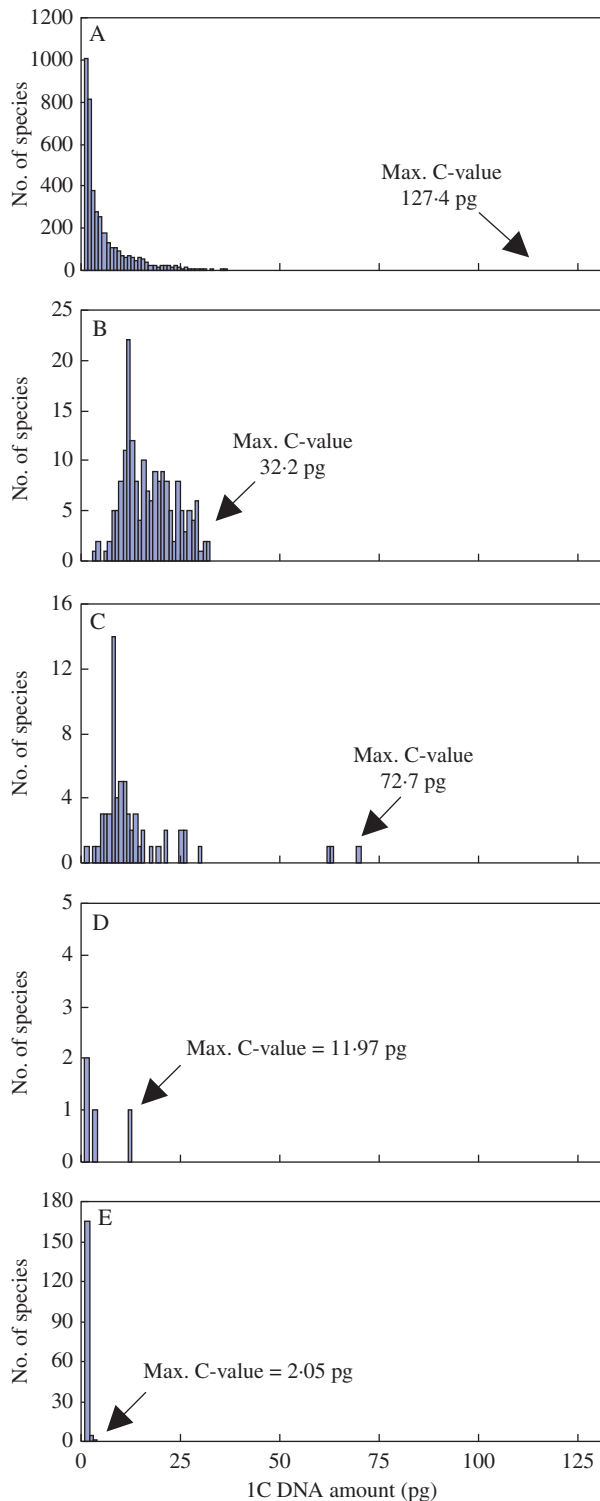 A
No. of species
1200
1000
800
600
400
200
0
Max. C-value
127·4 pg
B
No. of species
25
20
15
10
5
0
Max. C-value
32·2 pg
C
No. of species
16
12
8
4
0
Max. C-value
72·7 pg
D
No. of species
5
4
3
2
1
0
Max. C-value = 11·97 pg
E
No. of species
180
150
120
90
60
30
0
Max. C-value = 2·05 pg
0 25 50 75 100 125
1C DNA amount (pg)